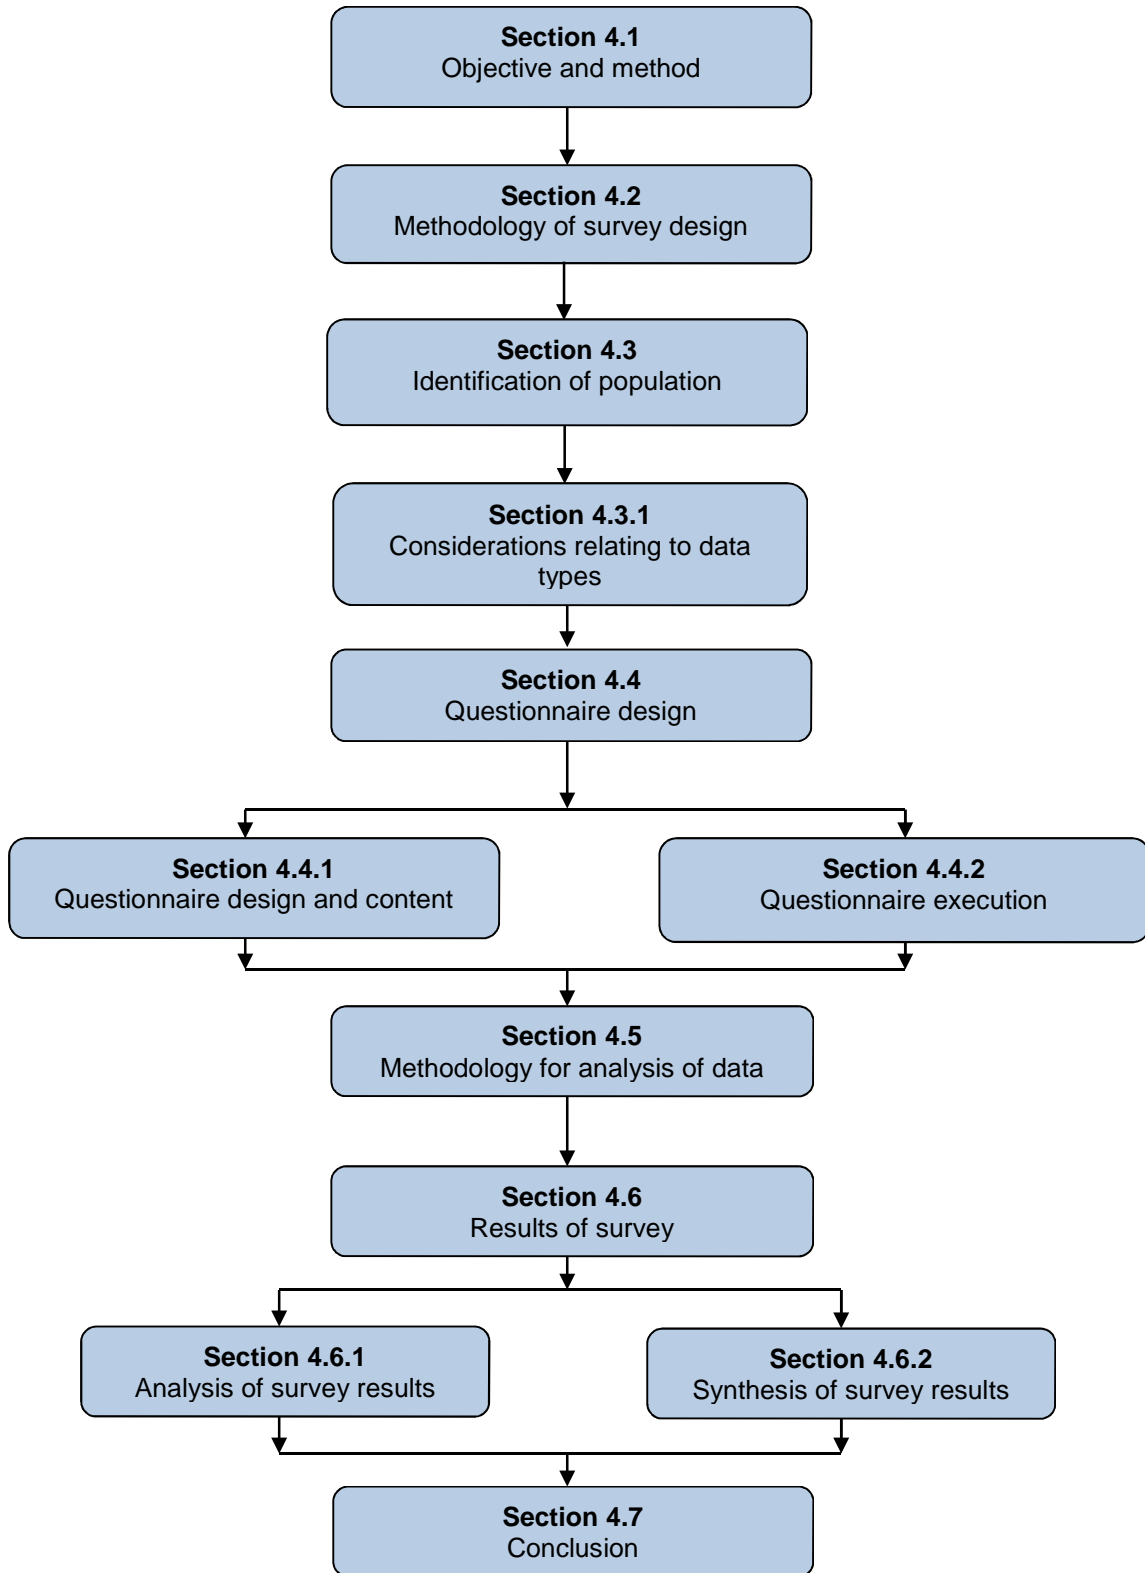 Section 4.1
Objective and method
Section 4.2
Methodology of survey design
Section 4.3
Identification of population
Section 4.3.1
Considerations relating to data
types
Section 4.4
Questionnaire design
Section 4.4.1
Questionnaire design and content
Section 4.4.2
Questionnaire execution
Section 4.5
Methodology for analysis of data
Section 4.6
Results of survey
Section 4.6.1
Analysis of survey results
Section 4.6.2
Synthesis of survey results
Section 4.7
Conclusion